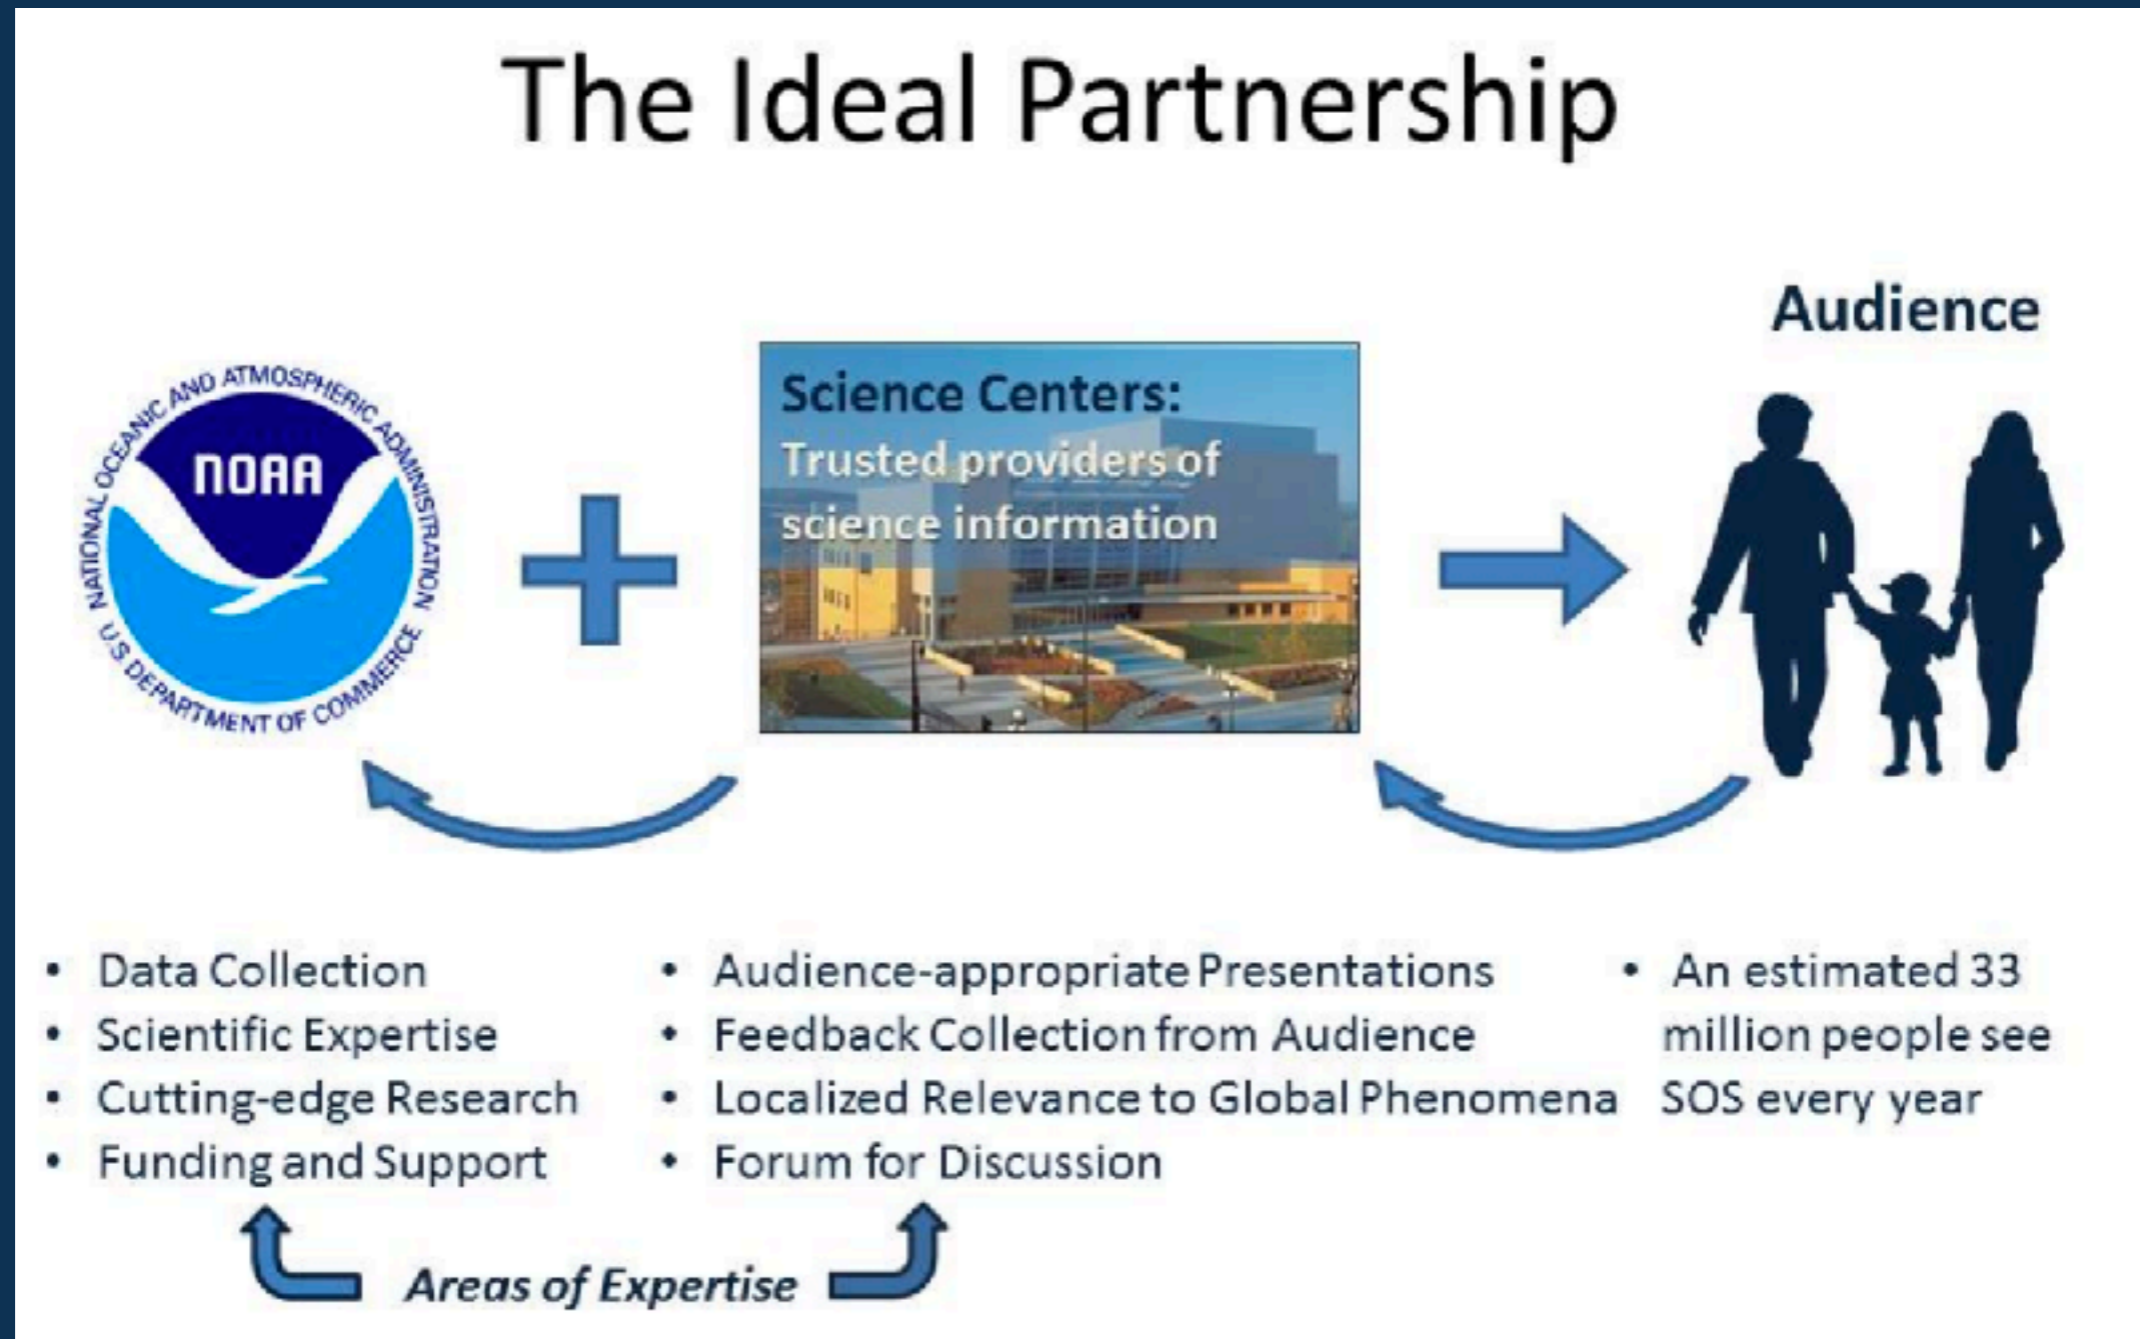 The Ideal Partnership
NATIONAL OCEANIC AND ATMOSPHERIC ADMINISTRATION
U.S. DEPARTMENT OF COMMERCE
NOAA
Science Centers:
Trusted providers of
science information
Audience
• Data Collection
• Scientific Expertise
• Cutting-edge Research
• Funding and Support
• Audience-appropriate Presentations
• Feedback Collection from Audience
• Localized Relevance to Global Phenomena
• Forum for Discussion
• An estimated 33
million people see
SOS every year
Areas of Expertise